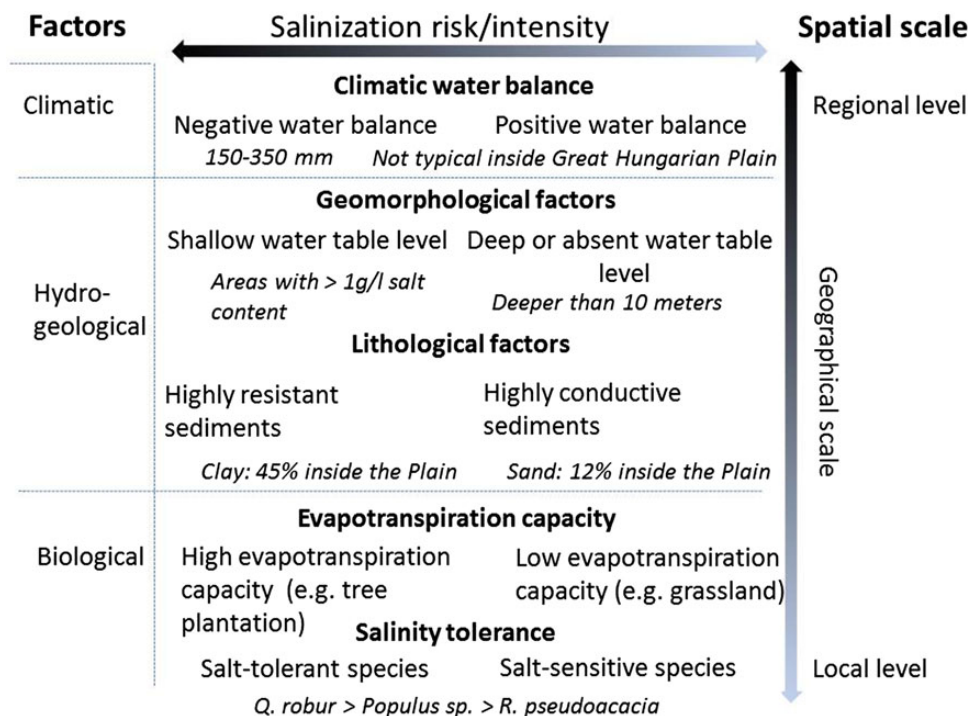 Factors
Salinization risk/intensity
Spatial scale
Climatic
Climatic water balance
Negative water balance
Positive water balance
150-350 mm
Not typical inside Great Hungarian Plain
Regional level
Hydro-
geological
Geomorphological factors
Shallow water table level
Deep or absent water table
level
Areas with > 1g/l salt
content
Deeper than 10 meters
Lithological factors
Highly resistant
sediments
Highly conductive
sediments
Clay: 45% inside the Plain
Sand: 12% inside the Plain
Geographical scale
Biological
Evapotranspiration capacity
High evapotranspiration
capacity (e.g. tree
plantation)
Low evapotranspiration
capacity (e.g. grassland)
Salinity tolerance
Salt-tolerant species
Salt-sensitive species
Q. robur > Populus sp. > R. pseudoacacia
Local level